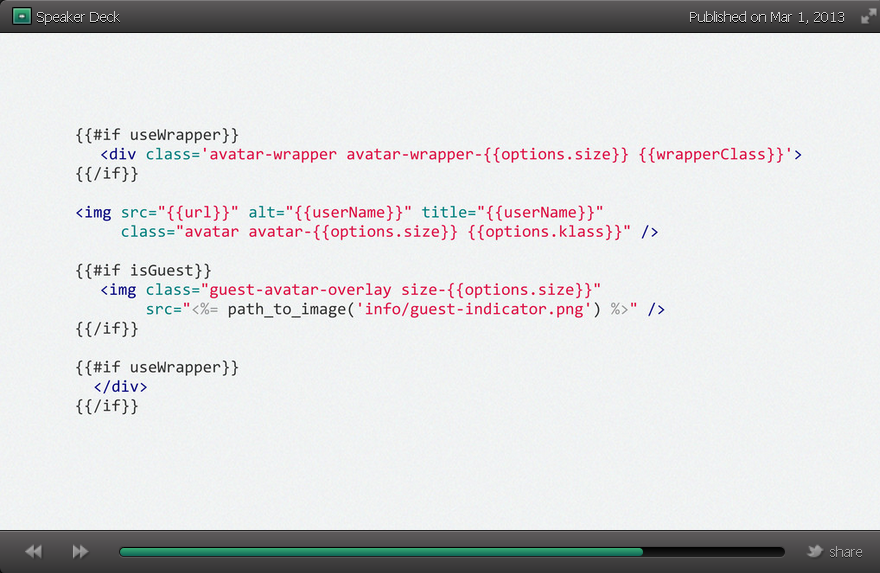 Speaker Deck
Published on Mar 1, 2013
{{#if useWrapper}}
<div class='avatar-wrapper avatar-wrapper-{{options.size}} {{wrapperClass}}'>
{{/if}}
<img src="{{url}}" alt="{{userName}}" title="{{userName}}"
class="avatar avatar-{{options.size}} {{options.klass}}" />
{{#if isGuest}}
<img class="guest-avatar-overlay size-{{options.size}}"
src="<%= path_to_image('info/guest-indicator.png') %>" />
{{/if}}
{{#if useWrapper}}
</div>
{{/if}}
share